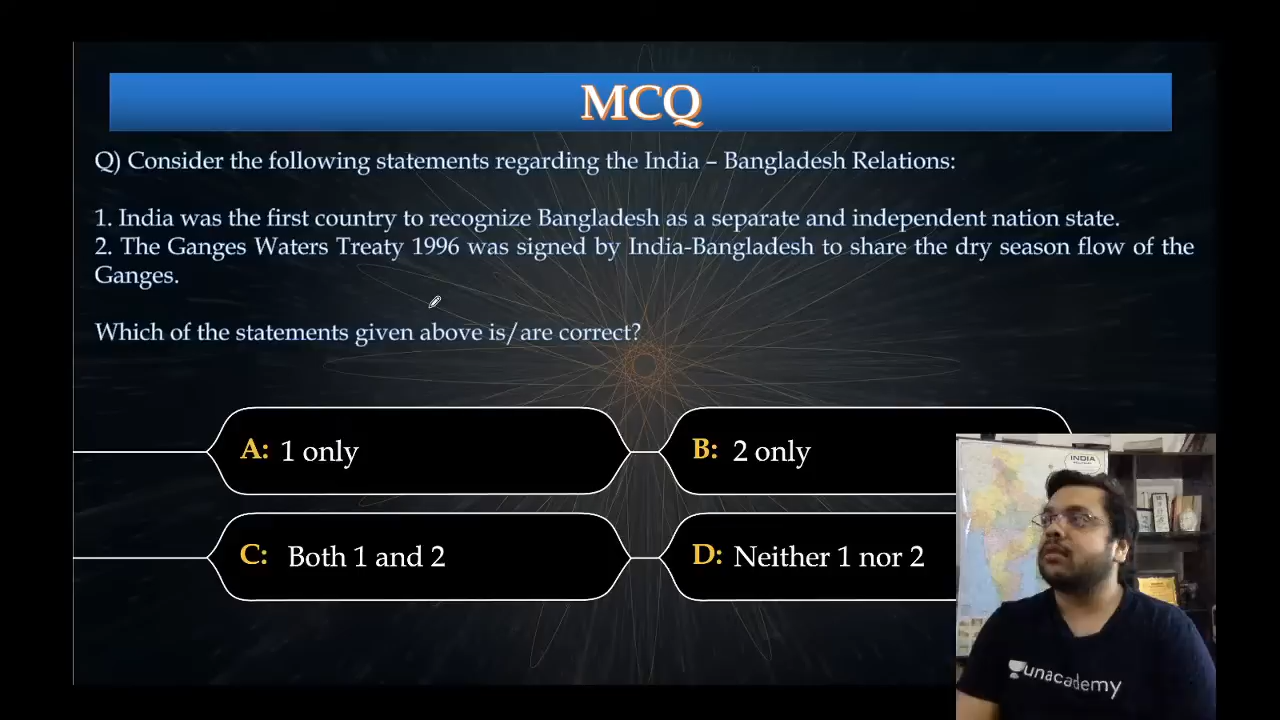 MCQ
Q) Consider the following statements regarding the India – Bangladesh Relations:
1. India was the first country to recognize Bangladesh as a separate and independent nation state.
2. The Ganges Waters Treaty 1996 was signed by India-Bangladesh to share the dry season flow of the
Ganges.
Which of the statements given above is/are correct?
A: 1 only
B: 2 only
C: Both 1 and 2
D: Neither 1 nor 2
INDIA
unacademy